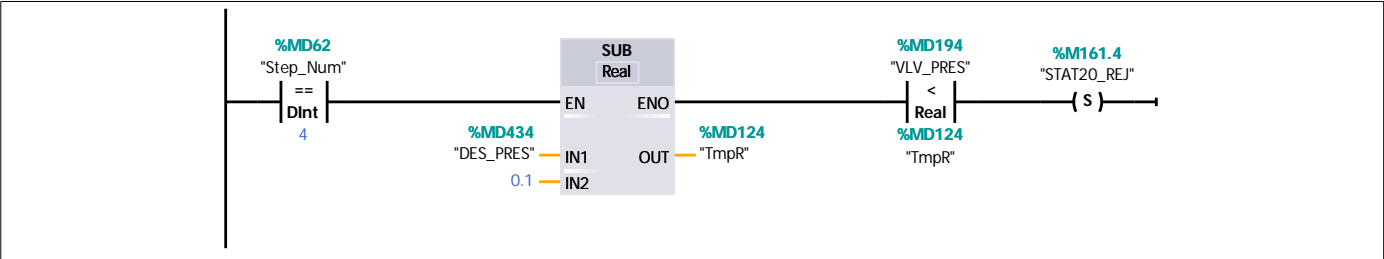 %MD62
"Step_Num"
==
DInt
4
SUB
Real
EN
ENO
%MD434
"DES_PRES"
IN1
0.1
IN2
OUT
%MD124
"TmpR"
%MD194
"VLV_PRES"
<
Real
%MD124
"TmpR"
%M161.4
"STAT20_REJ"
S